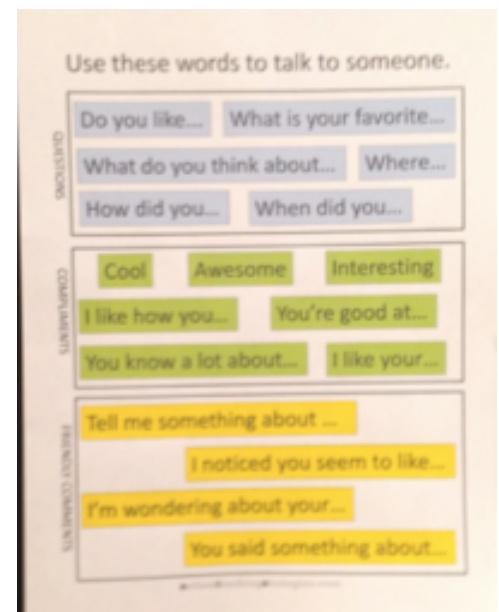 Use these words to talk to someone.
QUESTIONS
Do you like... What is your favorite...
What do you think about... Where...
How did you... When did you...
COMPLIMENTS
Cool Awesome Interesting
I like how you... You're good at...
You know a lot about... I like your...
FRIENDLY COMMENTS
Tell me something about ...
I noticed you seem to like...
I'm wondering about your...
You said something about...